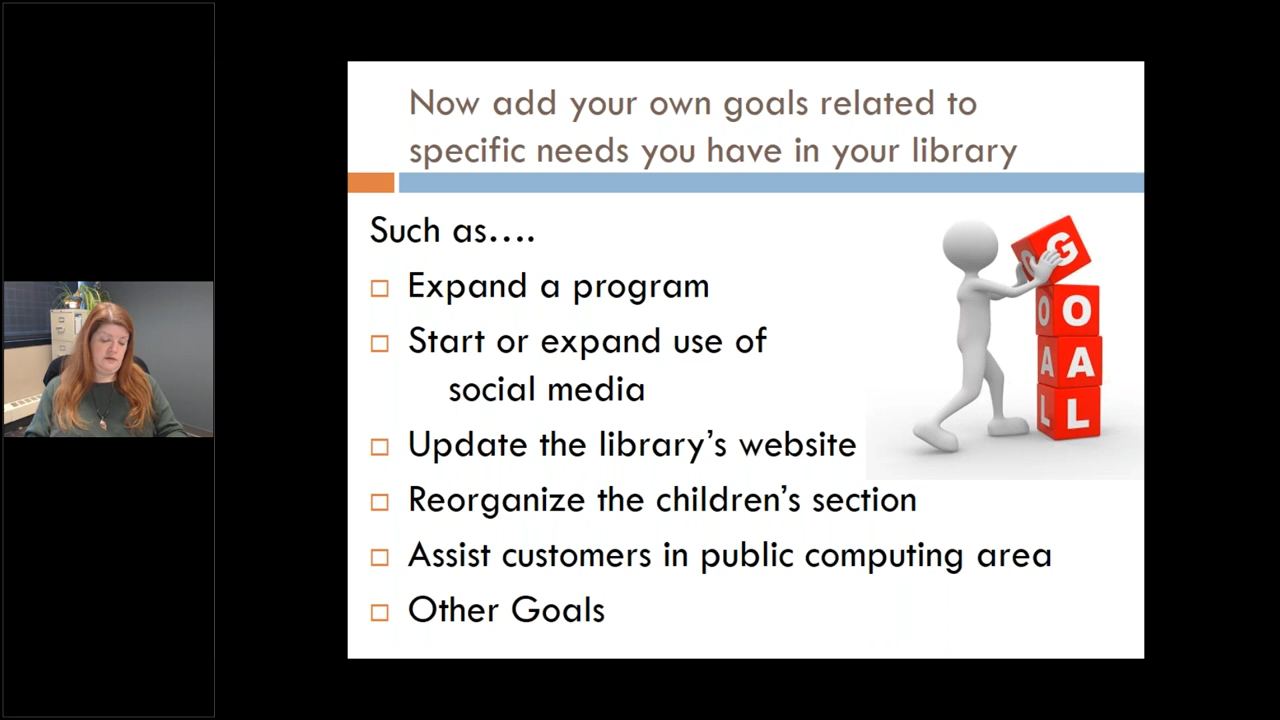 Now add your own goals related to
specific needs you have in your library
Such as….
Expand a program
Start or expand use of
social media
Update the library’s website
Reorganize the children’s section
Assist customers in public computing area
Other Goals
G
O O
A A
L L